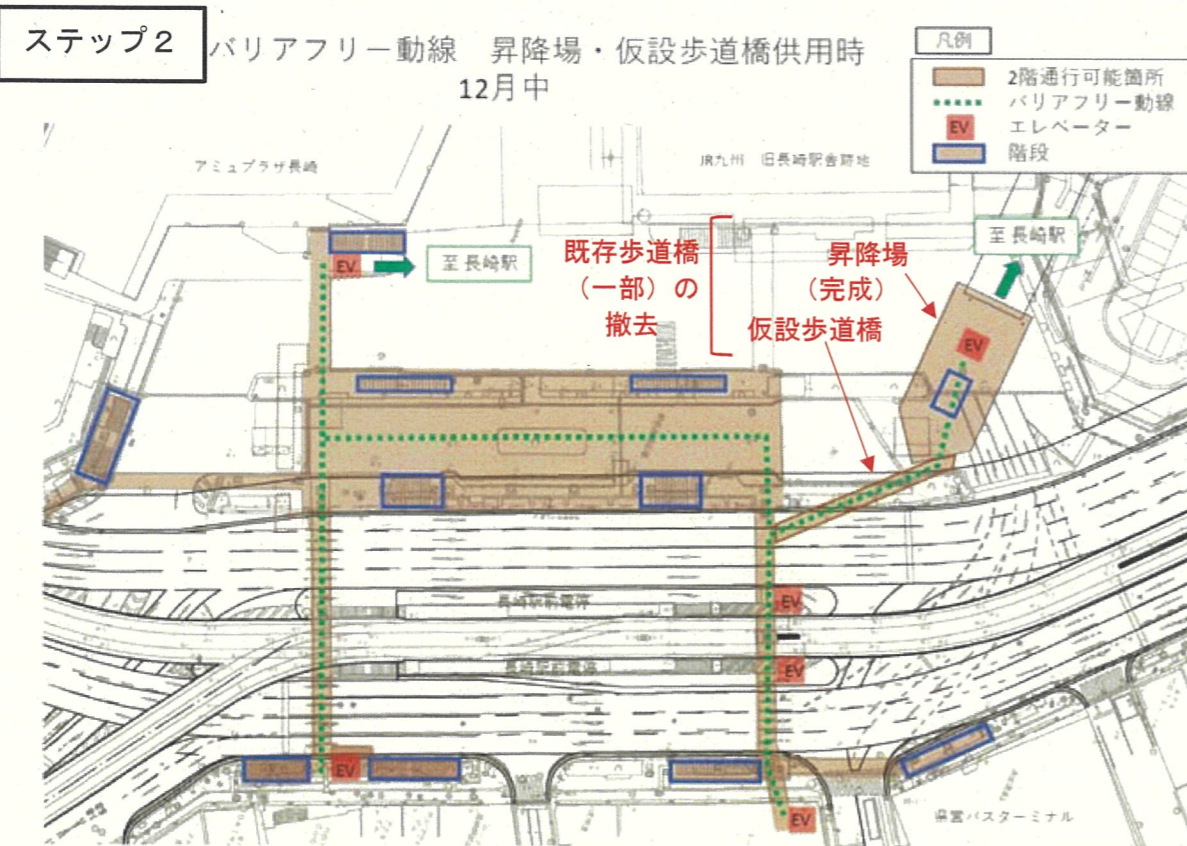 ステップ２
バリアフリー動線　昇降場・仮設歩道橋供用時
12月中
凡例
2階通行可能箇所
バリアフリー動線
EV
エレベーター
階段
アミュプラザ長崎
JR九州　旧長崎駅舎跡地
EV
至 長崎駅
既存歩道橋
（一部）の
撤去
昇降場
（完成）
仮設歩道橋
至 長崎駅
EV
長崎駅前電停
EV
長崎駅前電停
EV
EV
EV
県営バスターミナル